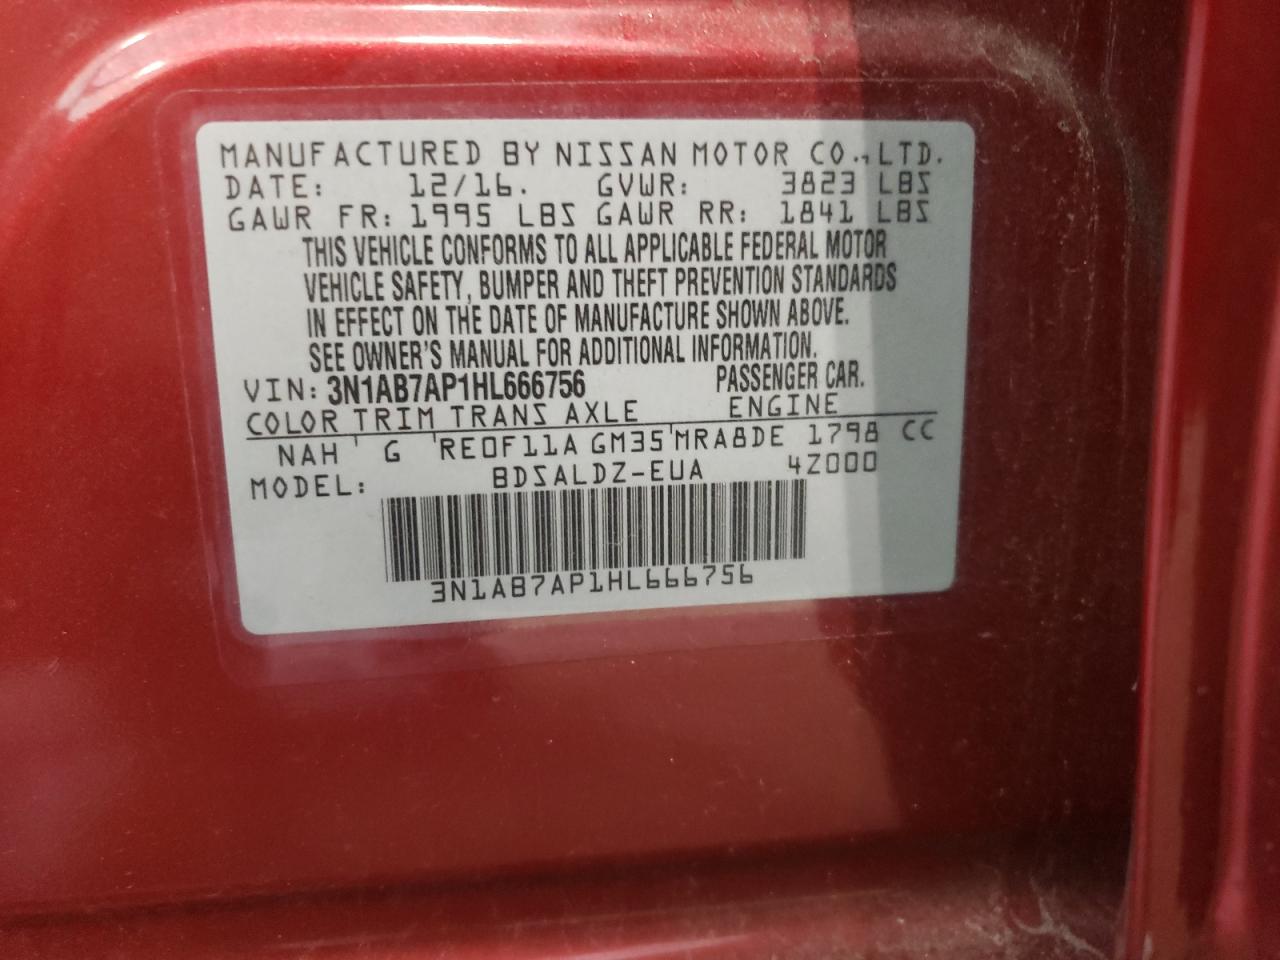 MANUFACTURED BY NISSAN MOTOR CO., LTD.
DATE: 12/16. GVWR: 3823 LBS
GAWR FR: 1995 LBS GAWR RR: 1841 LBS
THIS VEHICLE CONFORMS TO ALL APPLICABLE FEDERAL MOTOR
VEHICLE SAFETY, BUMPER AND THEFT PREVENTION STANDARDS
IN EFFECT ON THE DATE OF MANUFACTURE SHOWN ABOVE.
SEE OWNER'S MANUAL FOR ADDITIONAL INFORMATION.
VIN: 3N1AB7AP1HL666756 PASSENGER CAR.
COLOR TRIM TRANS AXLE ENGINE
NAH G RE0F11A GM35 MRA8DE 1798 CC
MODEL: BDSALDZ-EUA 4Z000
3N1AB7AP1HL666756